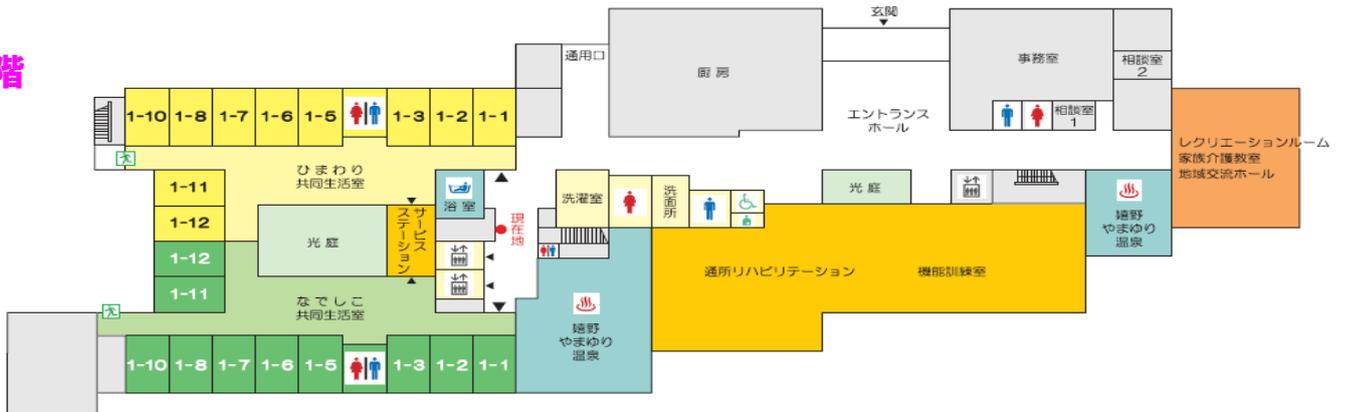 階
玄関
通用口
厨房
事務室
相談室
2
エントランス
ホール
相談室
1
1-10 1-8 1-7 1-6 1-5 1-3 1-2 1-1
レクリエーションルーム
家族介護教室
地域交流ホール
ひまわり
共同生活室
1-11
1-12
浴室
洗濯室
洗面所
光庭
嬉野
やまゆり
温泉
光庭
サービス
ステーション
現在地
1-12
1-11
通所リハビリテーション 機能訓練室
なでしこ
共同生活室
嬉野
やまゆり
温泉
1-10 1-8 1-7 1-6 1-5 1-3 1-2 1-1